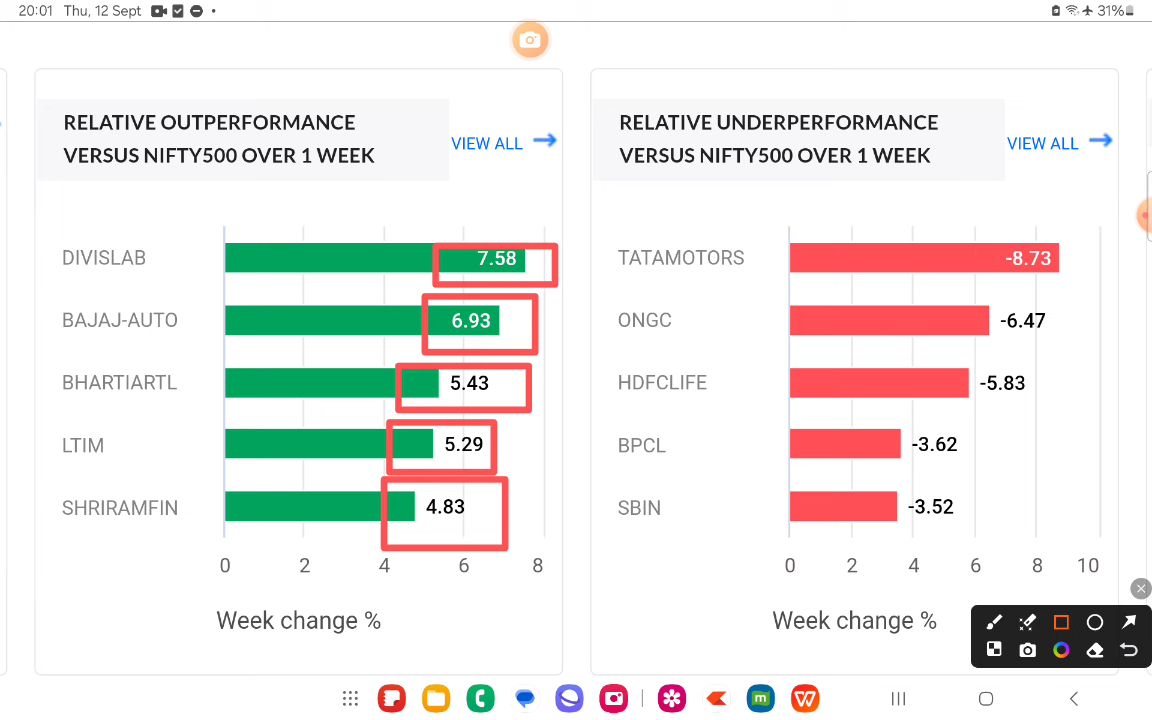 20:01 Thu, 12 Sept
31%
RELATIVE OUTPERFORMANCE
VERSUS NIFTY500 OVER 1 WEEK
VIEW ALL
DIVISLAB 7.58
BAJAJ-AUTO 6.93
BHARTIARTL 5.43
LTIM 5.29
SHRIRAMFIN 4.83
0 2 4 6 8
Week change %
RELATIVE UNDERPERFORMANCE
VERSUS NIFTY500 OVER 1 WEEK
VIEW ALL
TATAMOTORS -8.73
ONGC -6.47
HDFCLIFE -5.83
BPCL -3.62
SBIN -3.52
0 2 4 6 8 10
Week change %
m